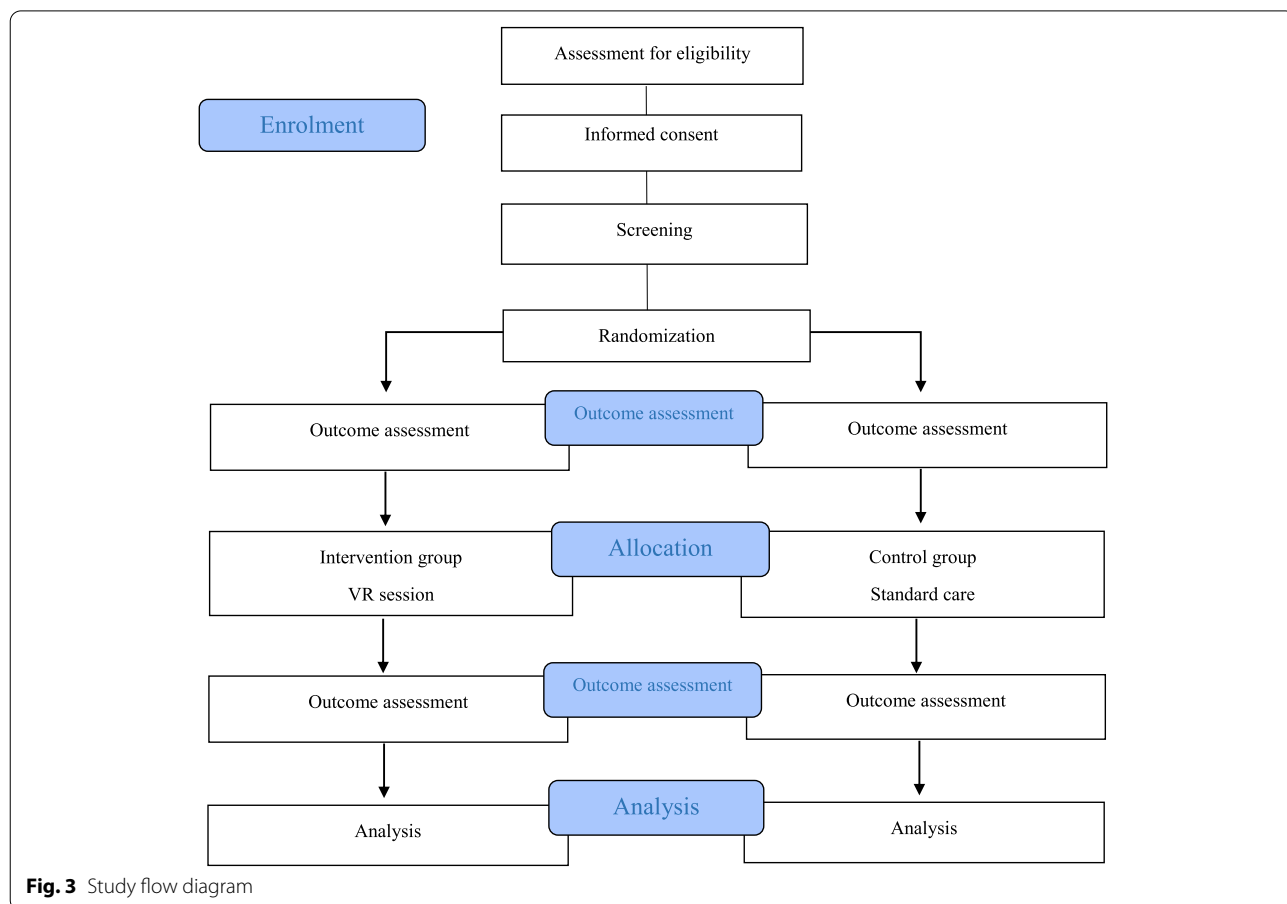 Assessment for eligibility
Enrolment
Informed consent
Screening
Randomization
Outcome assessment
Outcome assessment
Outcome assessment
Intervention group
VR session
Allocation
Control group
Standard care
Outcome assessment
Outcome assessment
Outcome assessment
Analysis
Analysis
Analysis
Fig. 3 Study flow diagram